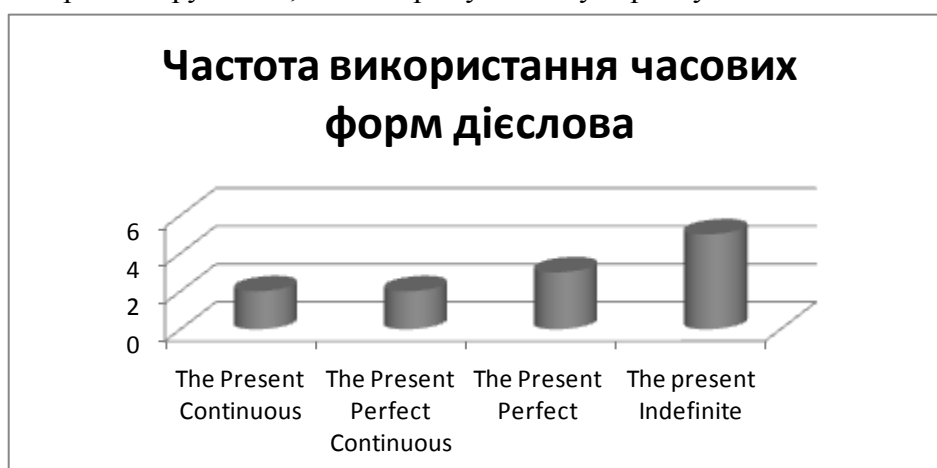 Частота використання часових
форм дієслова
6
4
2
0
The Present
Continuous
The Present
Perfect
Continuous
The Present
Perfect
The present
Indefinite